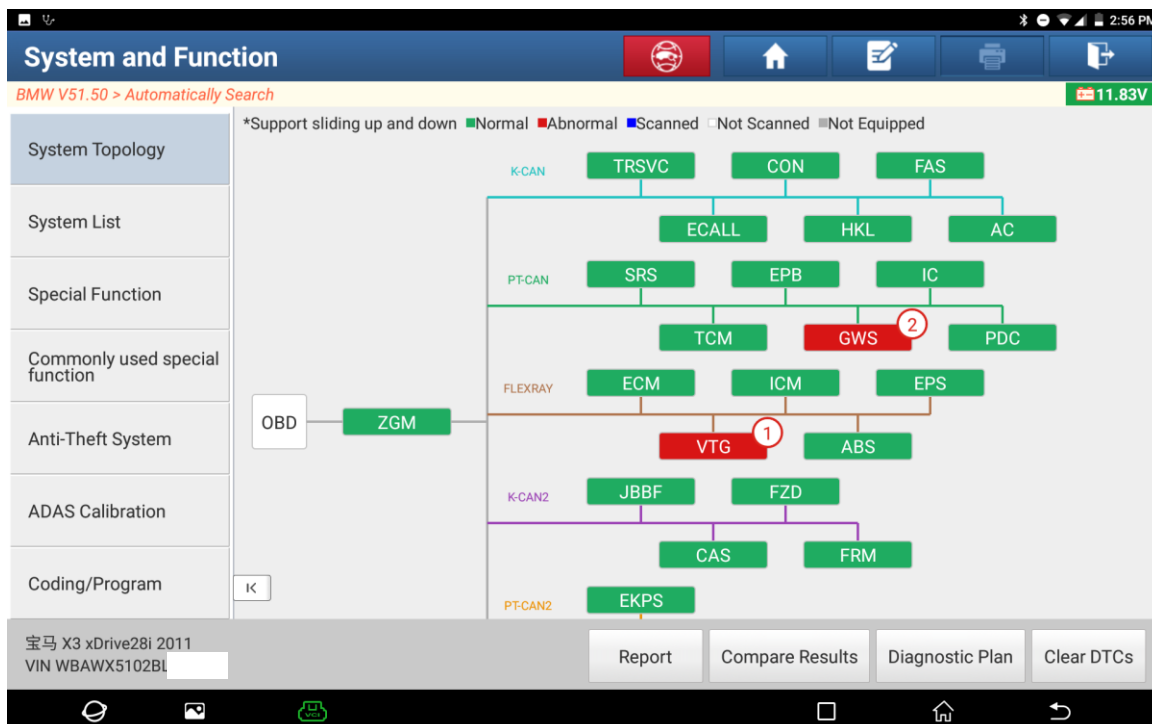 2:56 PM
System and Function
BMW V51.50 > Automatically Search
11.83V
System Topology
System List
Special Function
Commonly used special
function
Anti-Theft System
ADAS Calibration
Coding/Program
*Support sliding up and down Normal Abnormal Scanned Not Scanned Not Equipped
K-CAN
TRSVC CON FAS
ECALL HKL AC
PT-CAN
SRS EPB IC
TCM GWS 2 PDC
FLEXRAY
ECM ICM EPS
OBD ZGM
VTG 1 ABS
K-CAN2
JBBF FZD
CAS FRM
PT-CAN2
EKPS
宝马 X3 xDrive28i 2011
VIN WBAWX5102BL
Report Compare Results Diagnostic Plan Clear DTCs
VCI